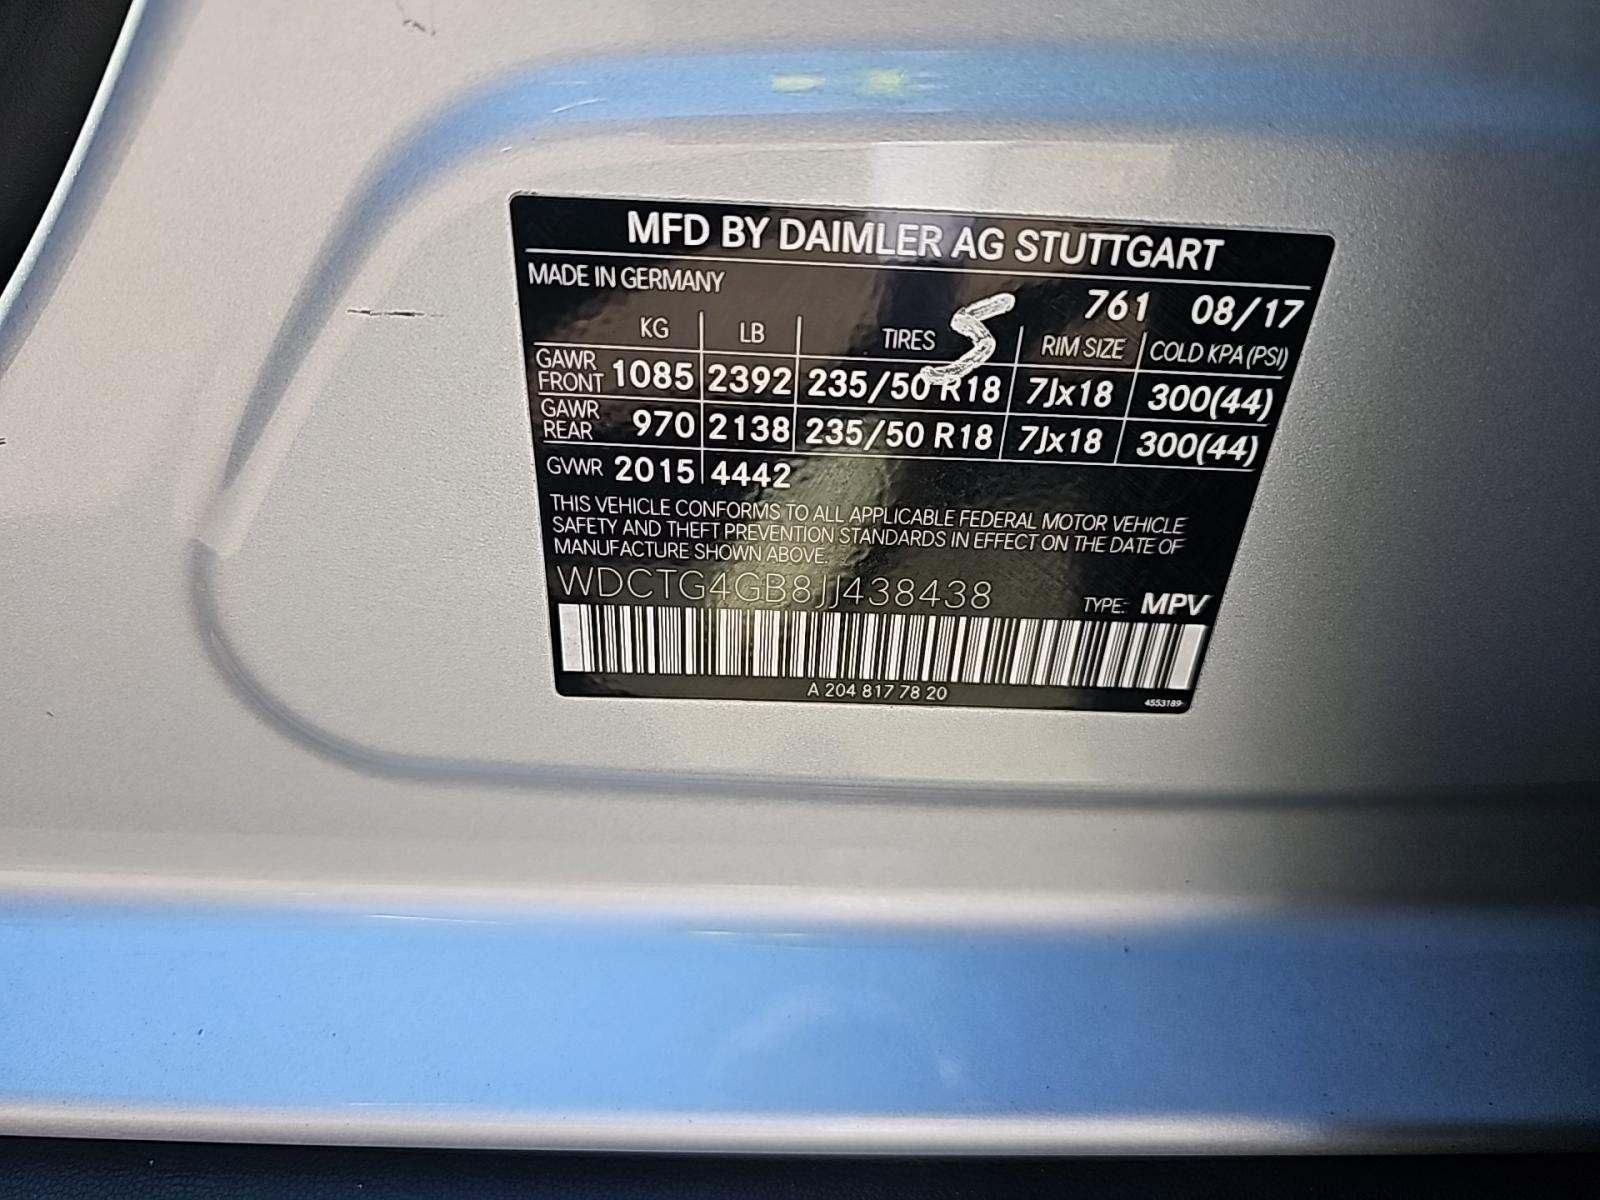 MFD BY DAIMLER AG STUTTGART
MADE IN GERMANY
761 08/17
KG LB TIRES 5 RIM SIZE COLD KPA (PSI)
GAWR FRONT 1085 2392 235/50 R18 7Jx18 300(44)
GAWR REAR 970 2138 235/50 R18 7Jx18 300(44)
GVWR 2015 4442
THIS VEHICLE CONFORMS TO ALL APPLICABLE FEDERAL MOTOR VEHICLE
SAFETY AND THEFT PREVENTION STANDARDS IN EFFECT ON THE DATE OF
MANUFACTURE SHOWN ABOVE.
WDCTG4GB8JJ438438 TYPE: MPV
A 204 817 78 20
4553189